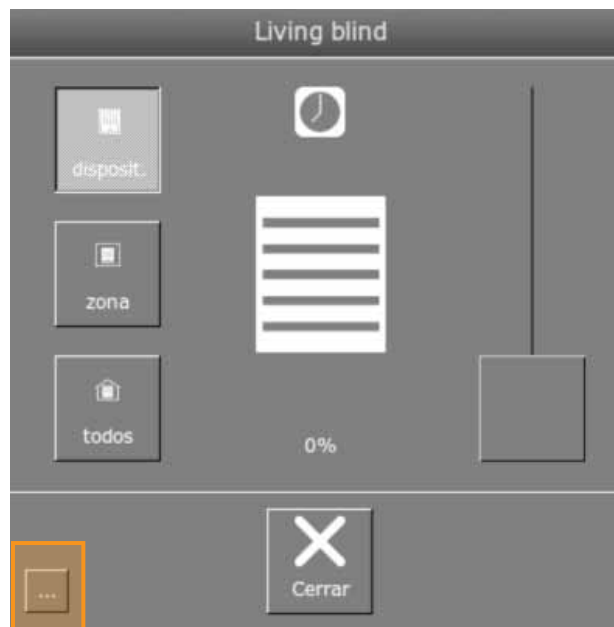 Living blind
disposit.
zona
todos
0%
Cerrar
...